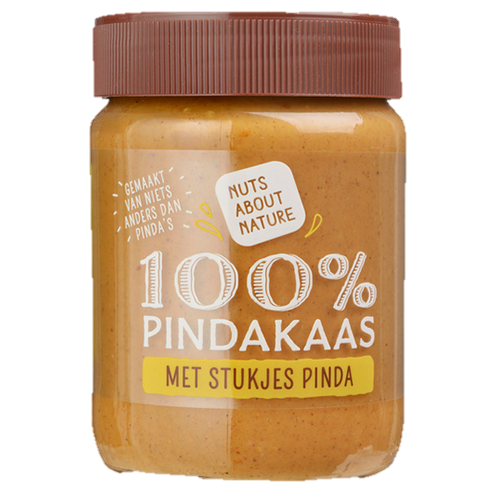 GEMAAKT
VAN NIETS
ANDERS DAN
PINDA'S
NUTS
ABOUT
NATURE
100%
PINDAKAAS
MET STUKJES PINDA